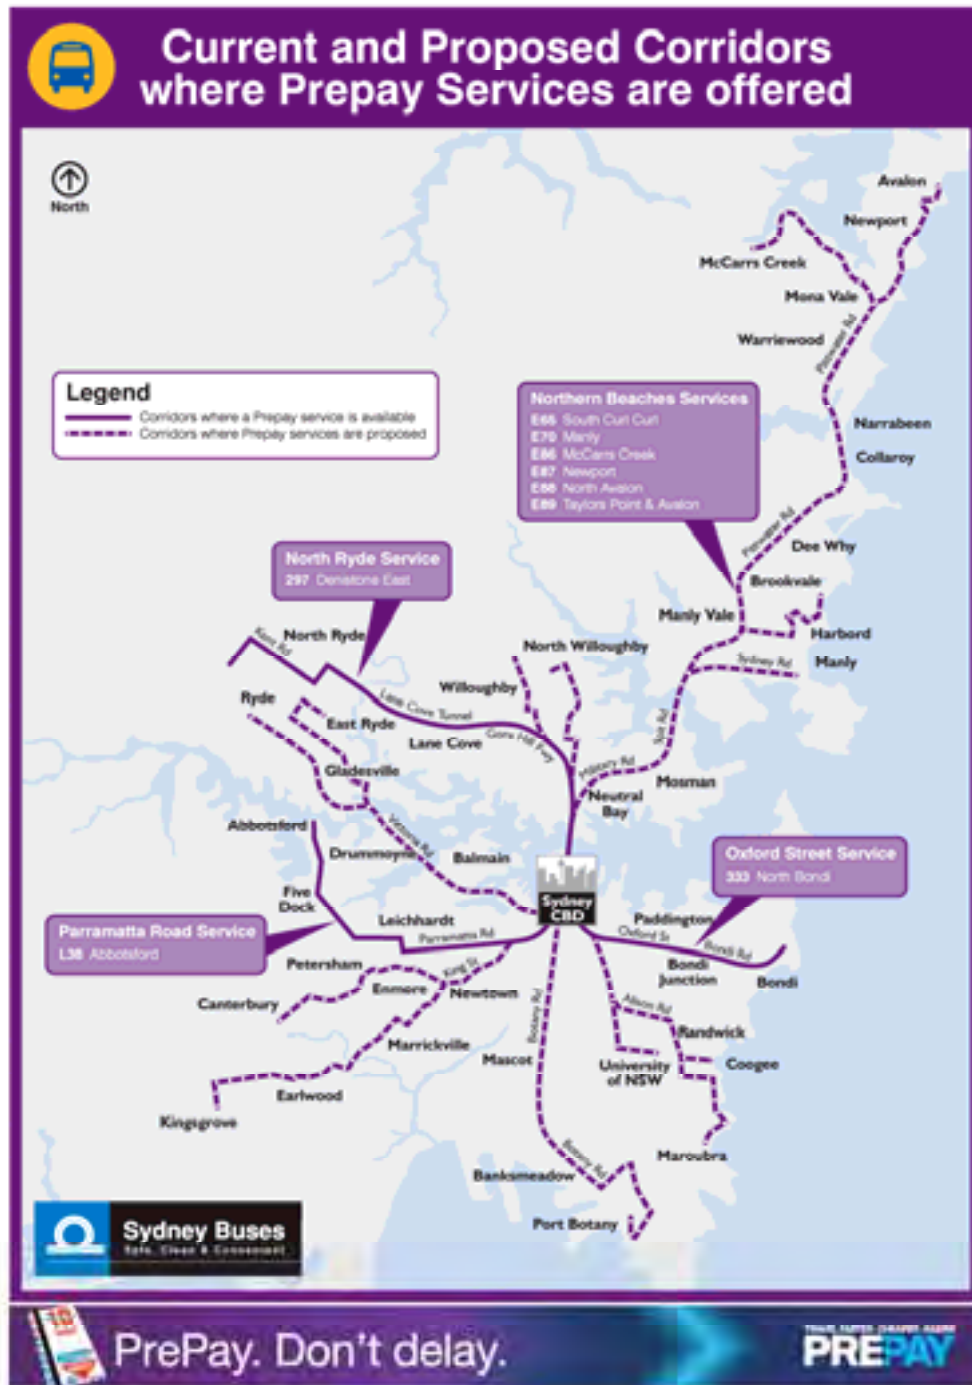 Current and Proposed Corridors
where Prepay Services are offered
North
Avalon
Newport
McCarrs Creek
Mona Vale
Pittwater Rd
Warriewood
Legend
Corridors where a Prepay service is available
Corridors where Prepay services are proposed
Northern Beaches Services
E65 South Curl Curl
E70 Manly
E86 McCarrs Creek
E87 Newport
E88 North Avalon
E89 Taylors Point & Avalon
Narrabeen
Collaroy
Pittwater Rd
Dee Why
Brookvale
North Ryde Service
297 Denistone East
Manly Vale
Harbord
Kent Rd
North Ryde
North Willoughby
Sydney Rd
Manly
Willoughby
Ryde
Lane Cove Tunnel
East Ryde
Lane Cove
Gore Hill Fwy
Spit Rd
Gladesville
Military Rd
Mosman
Neutral
Bay
Abbotsford
Victoria Rd
Drummoyne
Balmain
Oxford Street Service
333 North Bondi
Five
Dock
Sydney
CBD
Leichhardt
Paddington
Parramatta Road Service
L38 Abbotsford
Parramatta Rd
Oxford St
Bondi Rd
Petersham
King St
Bondi
Junction
Bondi
Canterbury
Enmore
Newtown
Botany Rd
Alison Rd
Randwick
Marrickville
Mascot
University
of NSW
Coogee
Earlwood
Kingsgrove
Botany Rd
Maroubra
Banksmeadow
Port Botany
Sydney Buses
Safe, Clean & Convenient
PrePay. Don't delay.
PREPAY